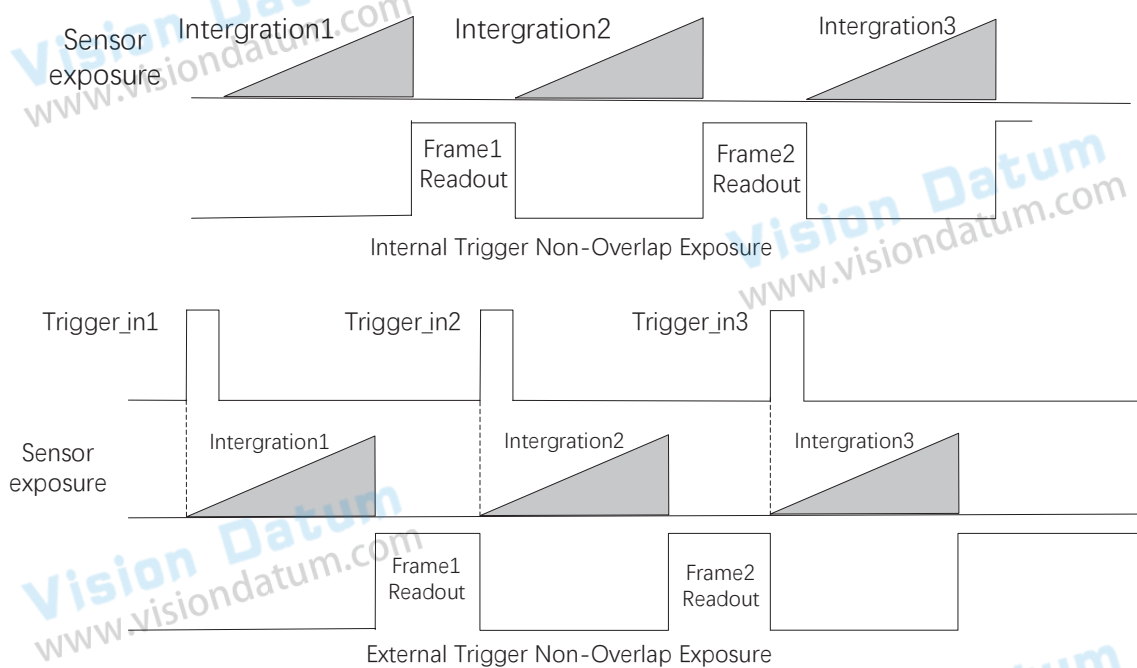 Vision Datum
www.visiondatum.com
Sensor
exposure
Intergration1
Intergration2
Intergration3
Frame1
Readout
Frame2
Readout
Vision Datum
www.visiondatum.com
Internal Trigger Non-Overlap Exposure
Trigger_in1
Trigger_in2
Trigger_in3
Sensor
exposure
Intergration1
Intergration2
Intergration3
Vision Datum
www.visiondatum.com
Frame1
Readout
Frame2
Readout
External Trigger Non-Overlap Exposure